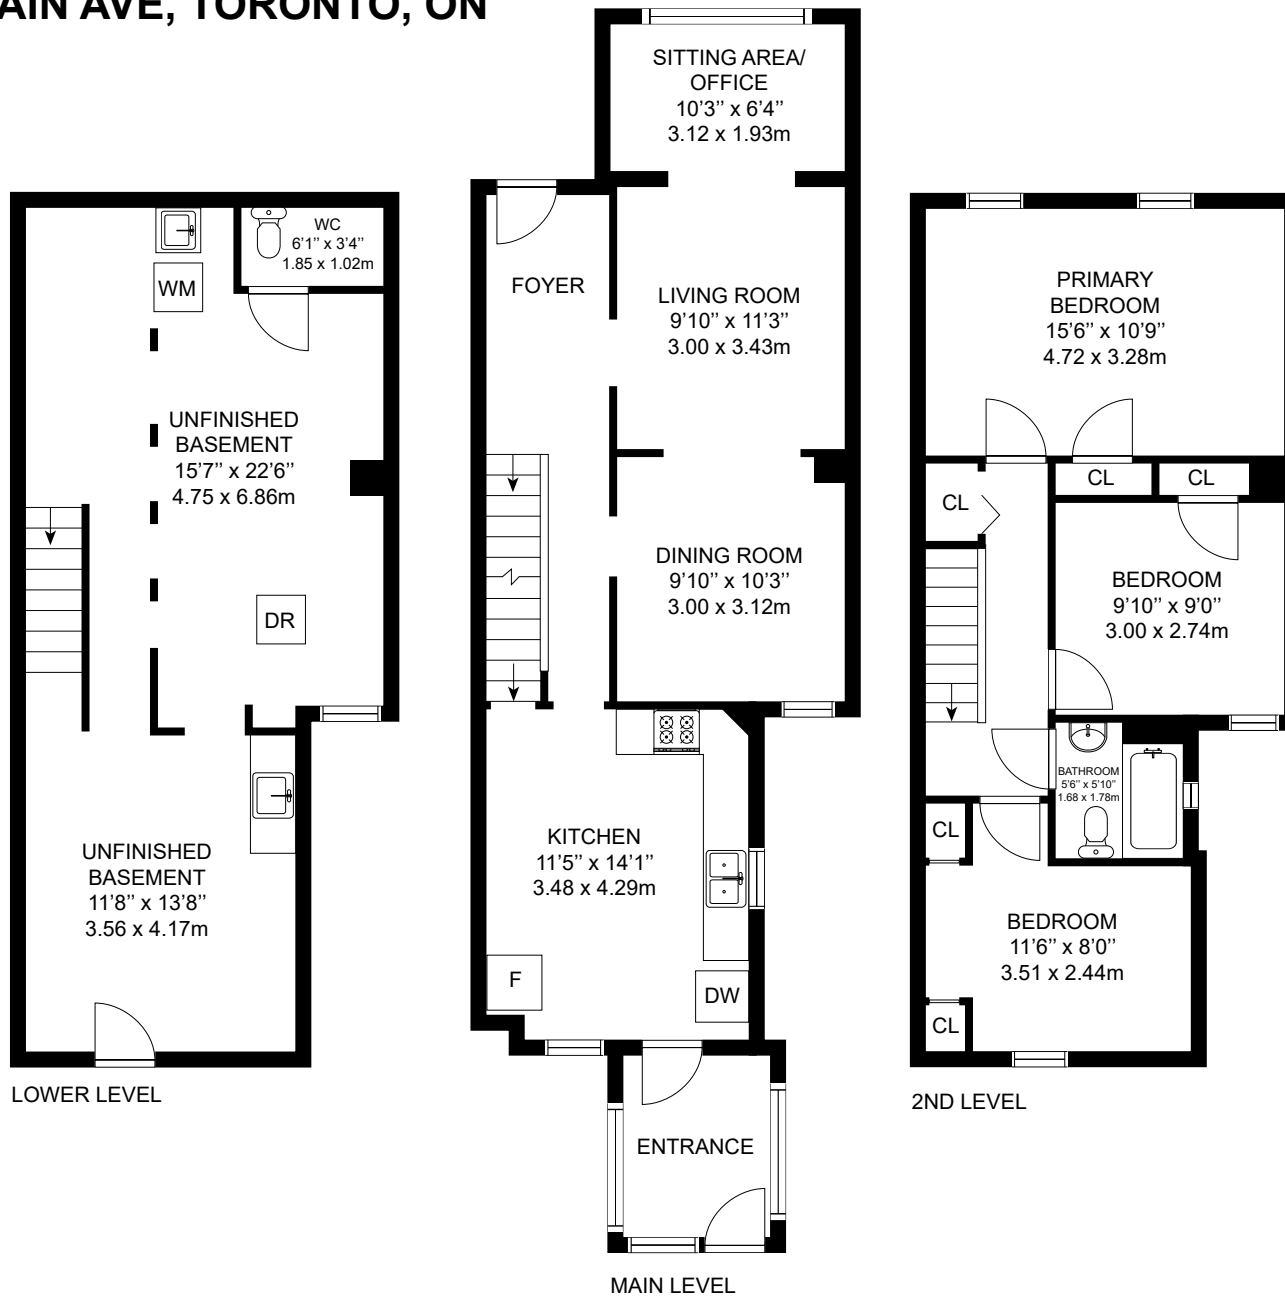 AIN AVE, TORONTO, ON
SITTING AREA/
OFFICE
10'3'' x 6'4''
3.12 x 1.93m
WC
6'1'' x 3'4''
1.85 x 1.02m
WM
UNFINISHED
BASEMENT
15'7'' x 22'6''
4.75 x 6.86m
DR
UNFINISHED
BASEMENT
11'8'' x 13'8''
3.56 x 4.17m
LOWER LEVEL
FOYER
LIVING ROOM
9'10'' x 11'3''
3.00 x 3.43m
DINING ROOM
9'10'' x 10'3''
3.00 x 3.12m
KITCHEN
11'5'' x 14'1''
3.48 x 4.29m
F
DW
ENTRANCE
MAIN LEVEL
PRIMARY
BEDROOM
15'6'' x 10'9''
4.72 x 3.28m
CL
CL
CL
BEDROOM
9'10'' x 9'0''
3.00 x 2.74m
BATHROOM
5'6'' x 5'10''
1.68 x 1.78m
CL
BEDROOM
11'6'' x 8'0''
3.51 x 2.44m
CL
2ND LEVEL